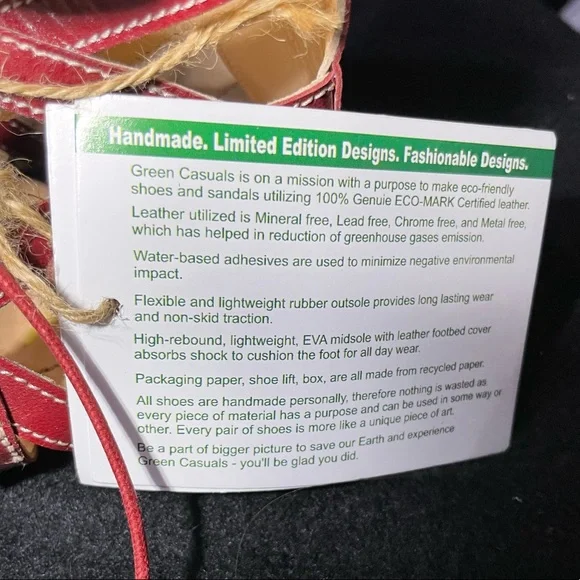 Handmade. Limited Edition Designs. Fashionable Designs.
Green Casuals is on a mission with a purpose to make eco-friendly
shoes and sandals utilizing 100% Genuie ECO-MARK Certified leather.
Leather utilized is Mineral free, Lead free, Chrome free, and Metal free,
which has helped in reduction of greenhouse gases emission.
Water-based adhesives are used to minimize negative environmental
impact.
Flexible and lightweight rubber outsole provides long lasting wear
and non-skid traction.
High-rebound, lightweight, EVA midsole with leather footbed cover
absorbs shock to cushion the foot for all day wear.
Packaging paper, shoe lift, box, are all made from recycled paper.
All shoes are handmade personally, therefore nothing is wasted as
every piece of material has a purpose and can be used in some way or
other. Every pair of shoes is more like a unique piece of art.
Be a part of bigger picture to save our Earth and experience
Green Casuals - you'll be glad you did.